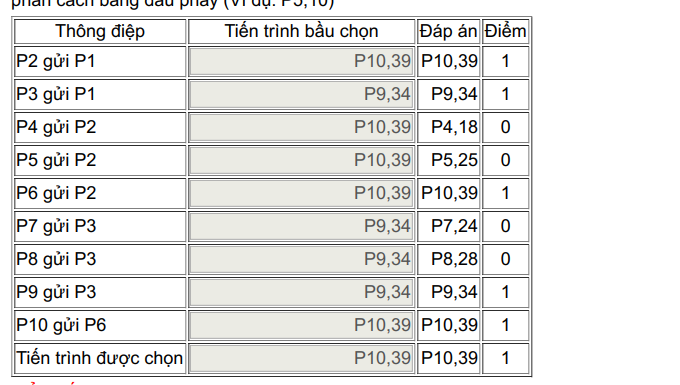 phân cách bằng dấu phẩy (Ví dụ: P5,10)
Thông điệp Tiến trình bầu chọn Đáp án Điểm
P2 gửi P1 P10,39 P10,39 1
P3 gửi P1 P9,34 P9,34 1
P4 gửi P2 P10,39 P4,18 0
P5 gửi P2 P10,39 P5,25 0
P6 gửi P2 P10,39 P10,39 1
P7 gửi P3 P9,34 P7,24 0
P8 gửi P3 P9,34 P8,28 0
P9 gửi P3 P9,34 P9,34 1
P10 gửi P6 P10,39 P10,39 1
Tiến trình được chọn P10,39 P10,39 1